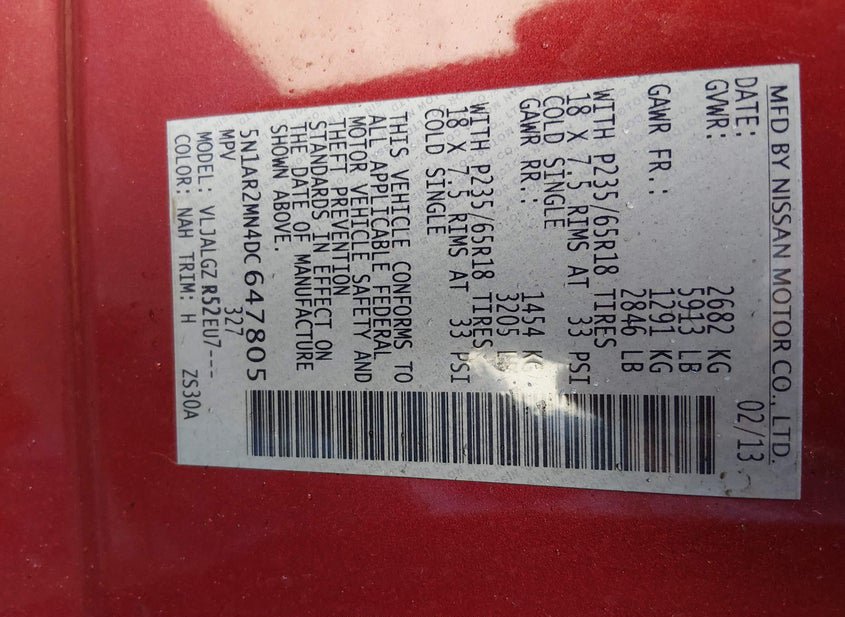 MFD BY NISSAN MOTOR CO., LTD.
DATE: 02/13
GVWR: 2682 KG
5913 LB
GAWR FR.: 1291 KG
2846 LB
WITH P235/65R18 TIRES
18 X 7.5 RIMS AT 33 PSI
COLD SINGLE
GAWR RR.: 1454 KG
3205 LB
WITH P235/65R18 TIRES
18 X 7.5 RIMS AT 33 PSI
COLD SINGLE
THIS VEHICLE CONFORMS TO
ALL APPLICABLE FEDERAL
MOTOR VEHICLE SAFETY AND
THEFT PREVENTION
STANDARDS IN EFFECT ON
THE DATE OF MANUFACTURE
SHOWN ABOVE.
5N1AR2MN4DC647805
MPV 327
MODEL: VLJALGZ R52EU7---
COLOR: NAH TRIM: H ZS30A